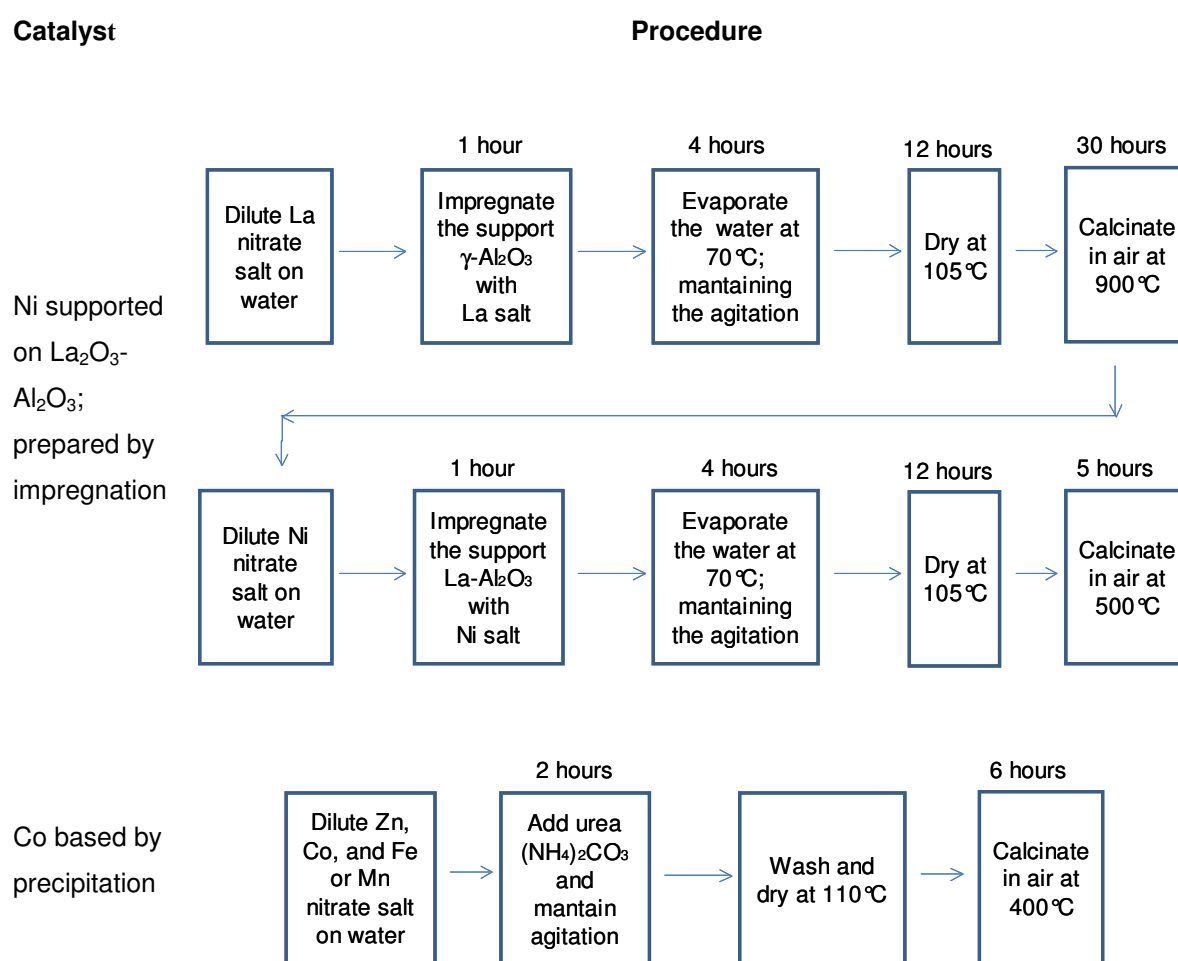 Catalyst
Procedure
1 hour
4 hours
12 hours
30 hours
Dilute La
nitrate
salt on
water
Impregnate
the support
γ-Al₂O₃
with
La salt
Evaporate
the water at
70°C;
mantaining
the agitation
Dry at
105°C
Calcinate
in air at
900°C
Ni supported
on La₂O₃-
Al₂O₃;
prepared by
impregnation
1 hour
4 hours
12 hours
5 hours
Dilute Ni
nitrate
salt on
water
Impregnate
the support
La-Al₂O₃
with
Ni salt
Evaporate
the water at
70°C;
mantaining
the agitation
Dry at
105°C
Calcinate
in air at
500°C
2 hours
6 hours
Co based by
precipitation
Dilute Zn,
Co, and Fe
or Mn
nitrate salt
on water
Add urea
(NH₄)₂CO₃
and
mantain
agitation
Wash and
dry at 110°C
Calcinate
in air at
400°C